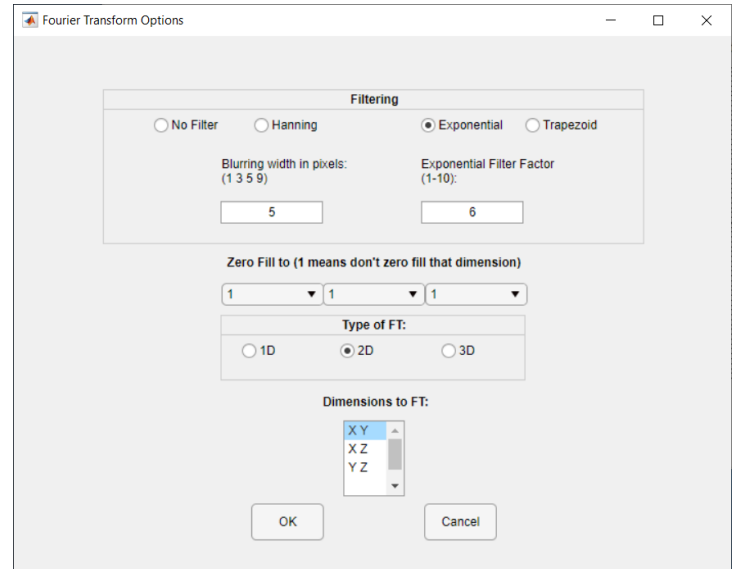 Fourier Transform Options
Filtering
No Filter Hanning Exponential Trapezoid
Blurring width in pixels:
(1 3 5 9)
Exponential Filter Factor
(1-10):
5 6
Zero Fill to (1 means don't zero fill that dimension)
1 1 1
Type of FT:
1D 2D 3D
Dimensions to FT:
X Y
X Z
Y Z
OK Cancel